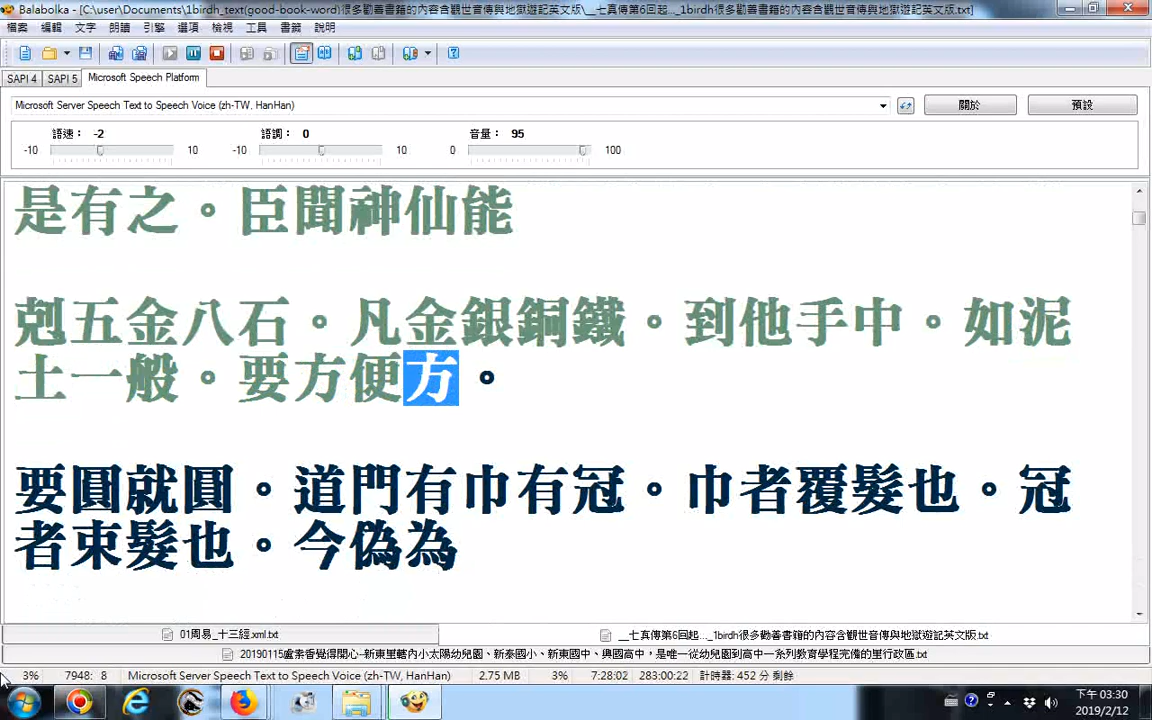 Balabolka - [C:\user\Documents\1birdh_text(good-book-word)很多勸善書籍的內容含觀世音傳與地獄遊記英文版\__七真傳第6回起..._1birdh很多勸善書籍的內容含觀世音傳與地獄遊記英文版.txt]
檔案 編輯 文字 朗讀 引擎 選項 檢視 工具 書籤 說明
SAPI 4 SAPI 5 Microsoft Speech Platform
Microsoft Server Speech Text to Speech Voice (zh-TW, HanHan) 關於 預設
語速： -2 語調： 0 音量： 95
-10 10 -10 10 0 100
是有之。臣聞神仙能
剋五金八石。凡金銀銅鐵。到他手中。如泥
土一般。要方便方。
要圓就圓。道門有巾有冠。巾者覆髮也。冠
者束髮也。今偽為
01周易_十三經.xml.txt __七真傳第6回起..._1birdh很多勸善書籍的內容含觀世音傳與地獄遊記英文版.txt
20190115盧素香覺得開心-新東里轄內小太陽幼兒園、新泰國小、新東國中、興國高中，是唯一從幼兒園到高中一系列教育學程完備的里行政區.txt
3% 7948: 8 Microsoft Server Speech Text to Speech Voice (zh-TW, HanHan) 2.75 MB 3% 7:28:02 283:00:22 計時器: 452 分 剩餘
下午 03:30
2019/2/12